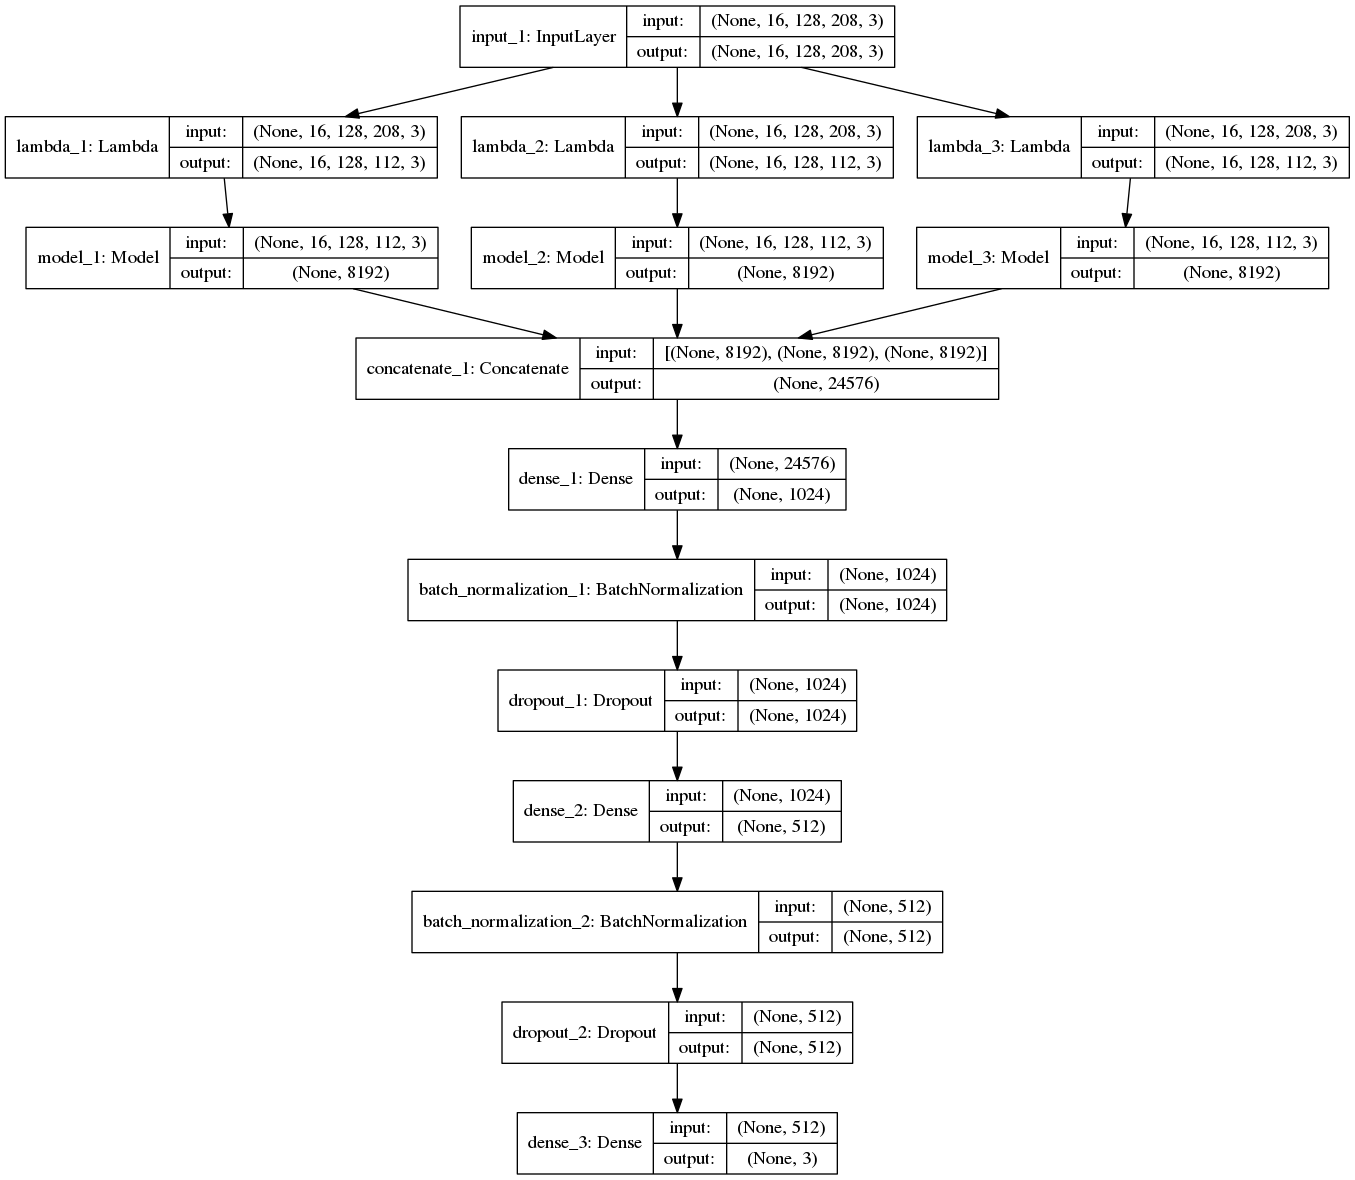 input_1: InputLayer
input: (None, 16, 128, 208, 3)
output: (None, 16, 128, 208, 3)
lambda_1: Lambda
input: (None, 16, 128, 208, 3)
output: (None, 16, 128, 112, 3)
lambda_2: Lambda
input: (None, 16, 128, 208, 3)
output: (None, 16, 128, 112, 3)
lambda_3: Lambda
input: (None, 16, 128, 208, 3)
output: (None, 16, 128, 112, 3)
model_1: Model
input: (None, 16, 128, 112, 3)
output: (None, 8192)
model_2: Model
input: (None, 16, 128, 112, 3)
output: (None, 8192)
model_3: Model
input: (None, 16, 128, 112, 3)
output: (None, 8192)
concatenate_1: Concatenate
input: [(None, 8192), (None, 8192), (None, 8192)]
output: (None, 24576)
dense_1: Dense
input: (None, 24576)
output: (None, 1024)
batch_normalization_1: BatchNormalization
input: (None, 1024)
output: (None, 1024)
dropout_1: Dropout
input: (None, 1024)
output: (None, 1024)
dense_2: Dense
input: (None, 1024)
output: (None, 512)
batch_normalization_2: BatchNormalization
input: (None, 512)
output: (None, 512)
dropout_2: Dropout
input: (None, 512)
output: (None, 512)
dense_3: Dense
input: (None, 512)
output: (None, 3)